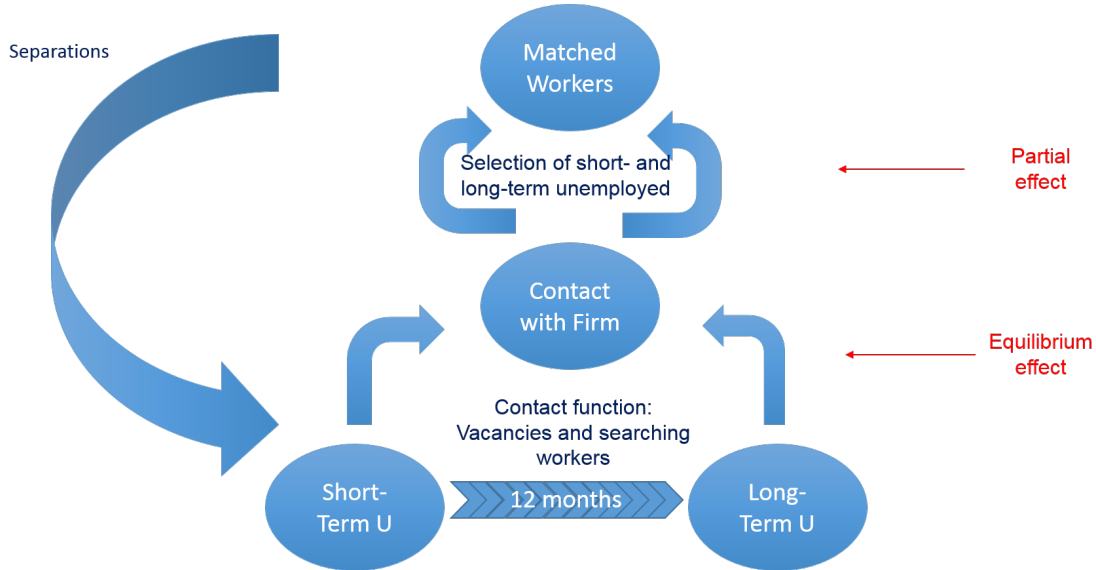 Separations
Matched
Workers
Selection of short- and
long-term unemployed
Partial
effect
Contact
with Firm
Equilibrium
effect
Contact function:
Vacancies and searching
workers
Short-
Term U
12 months
Long-
Term U